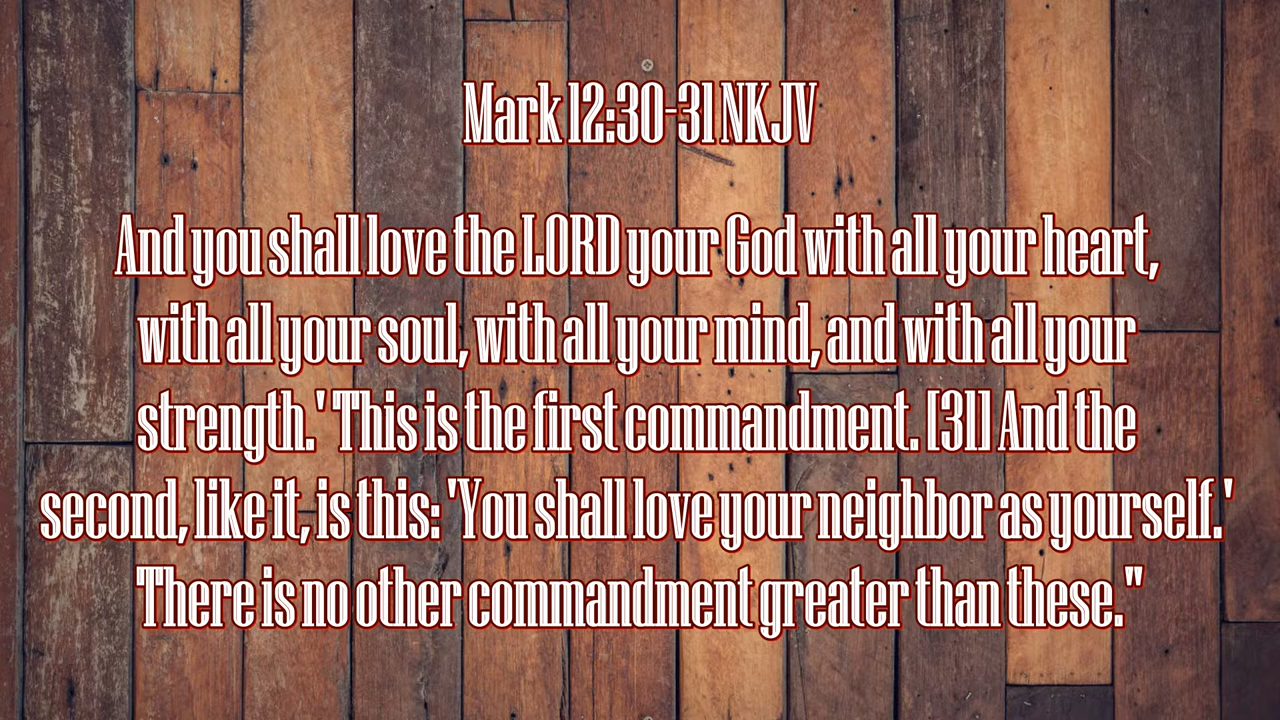 Mark 12:30-31 NKJV
And you shall love the LORD your God with all your heart,
with all your soul, with all your mind, and with all your
strength.' This is the first commandment. [31] And the
second, like it, is this: 'You shall love your neighbor as yourself.'
There is no other commandment greater than these."